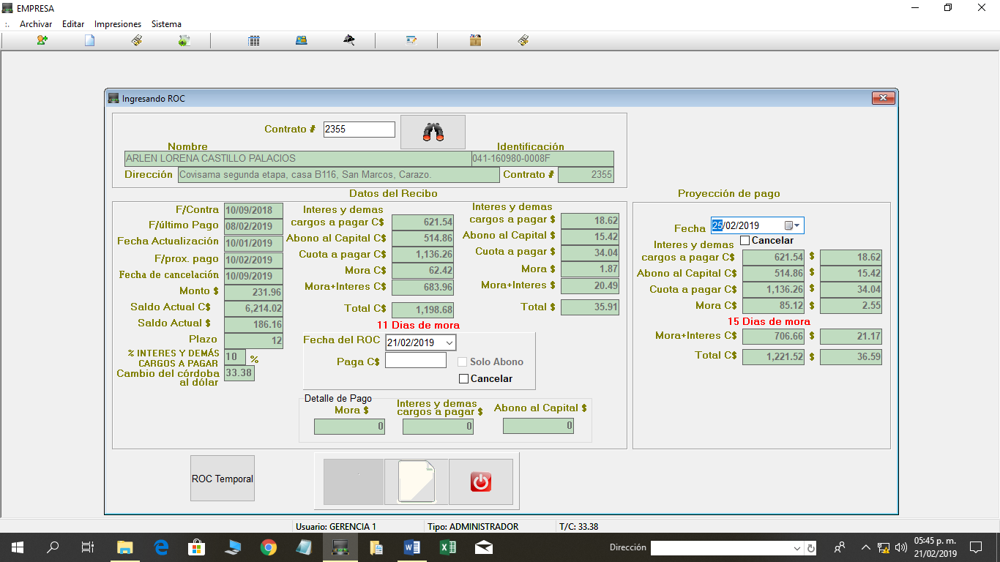 EMPRESA
Archivar Editar Impresiones Sistema
Ingresando ROC
Contrato # 2355
Nombre Identificación
ARLEN LORENA CASTILLO PALACIOS 041-160980-0008F
Dirección Covisama segunda etapa, casa B116, San Marcos, Carazo. Contrato # 2355
Datos del Recibo
F/Contra 10/09/2018
F/último Pago 08/02/2019
Fecha Actualización 10/01/2019
F/prox. pago 10/02/2019
Fecha de cancelación 10/09/2019
Monto $ 231.96
Saldo Actual C$ 6,214.02
Saldo Actual $ 186.16
Plazo 12
% INTERES Y DEMÁS
CARGOS A PAGAR 10 %
Cambio del córdoba
al dólar 33.38
Interes y demas
cargos a pagar C$ 621.54
Abono al Capital C$ 514.86
Cuota a pagar C$ 1,136.26
Mora C$ 62.42
Mora+Interes C$ 683.96
Total C$ 1,198.68
Interes y demas
cargos a pagar $ 18.62
Abono al Capital $ 15.42
Cuota a pagar $ 34.04
Mora $ 1.87
Mora+Interes $ 20.49
Total $ 35.91
11 Dias de mora
Fecha del ROC 21/02/2019
Paga C$ Solo Abono
Cancelar
Detalle de Pago
Mora $ 0
Interes y demas
cargos a pagar $ 0
Abono al Capital $ 0
Proyección de pago
Fecha 25/02/2019
Cancelar
Interes y demas
cargos a pagar C$ 621.54 $ 18.62
Abono al Capital C$ 514.86 $ 15.42
Cuota a pagar C$ 1,136.26 $ 34.04
Mora C$ 85.12 $ 2.55
15 Dias de mora
Mora+Interes C$ 706.66 $ 21.17
Total C$ 1,221.52 $ 36.59
ROC Temporal
Usuario: GERENCIA 1 Tipo: ADMINISTRADOR T/C: 33.38
Dirección
05:45 p. m.
21/02/2019